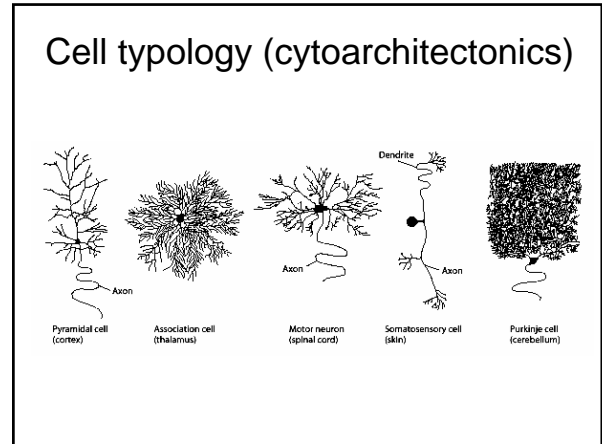 Cell typology (cytoarchitectonics)
Dendrite
Axon
Axon
Axon
Pyramidal cell
(cortex)
Association cell
(thalamus)
Motor neuron
(spinal cord)
Somatosensory cell
(skin)
Purkinje cell
(cerebellum)